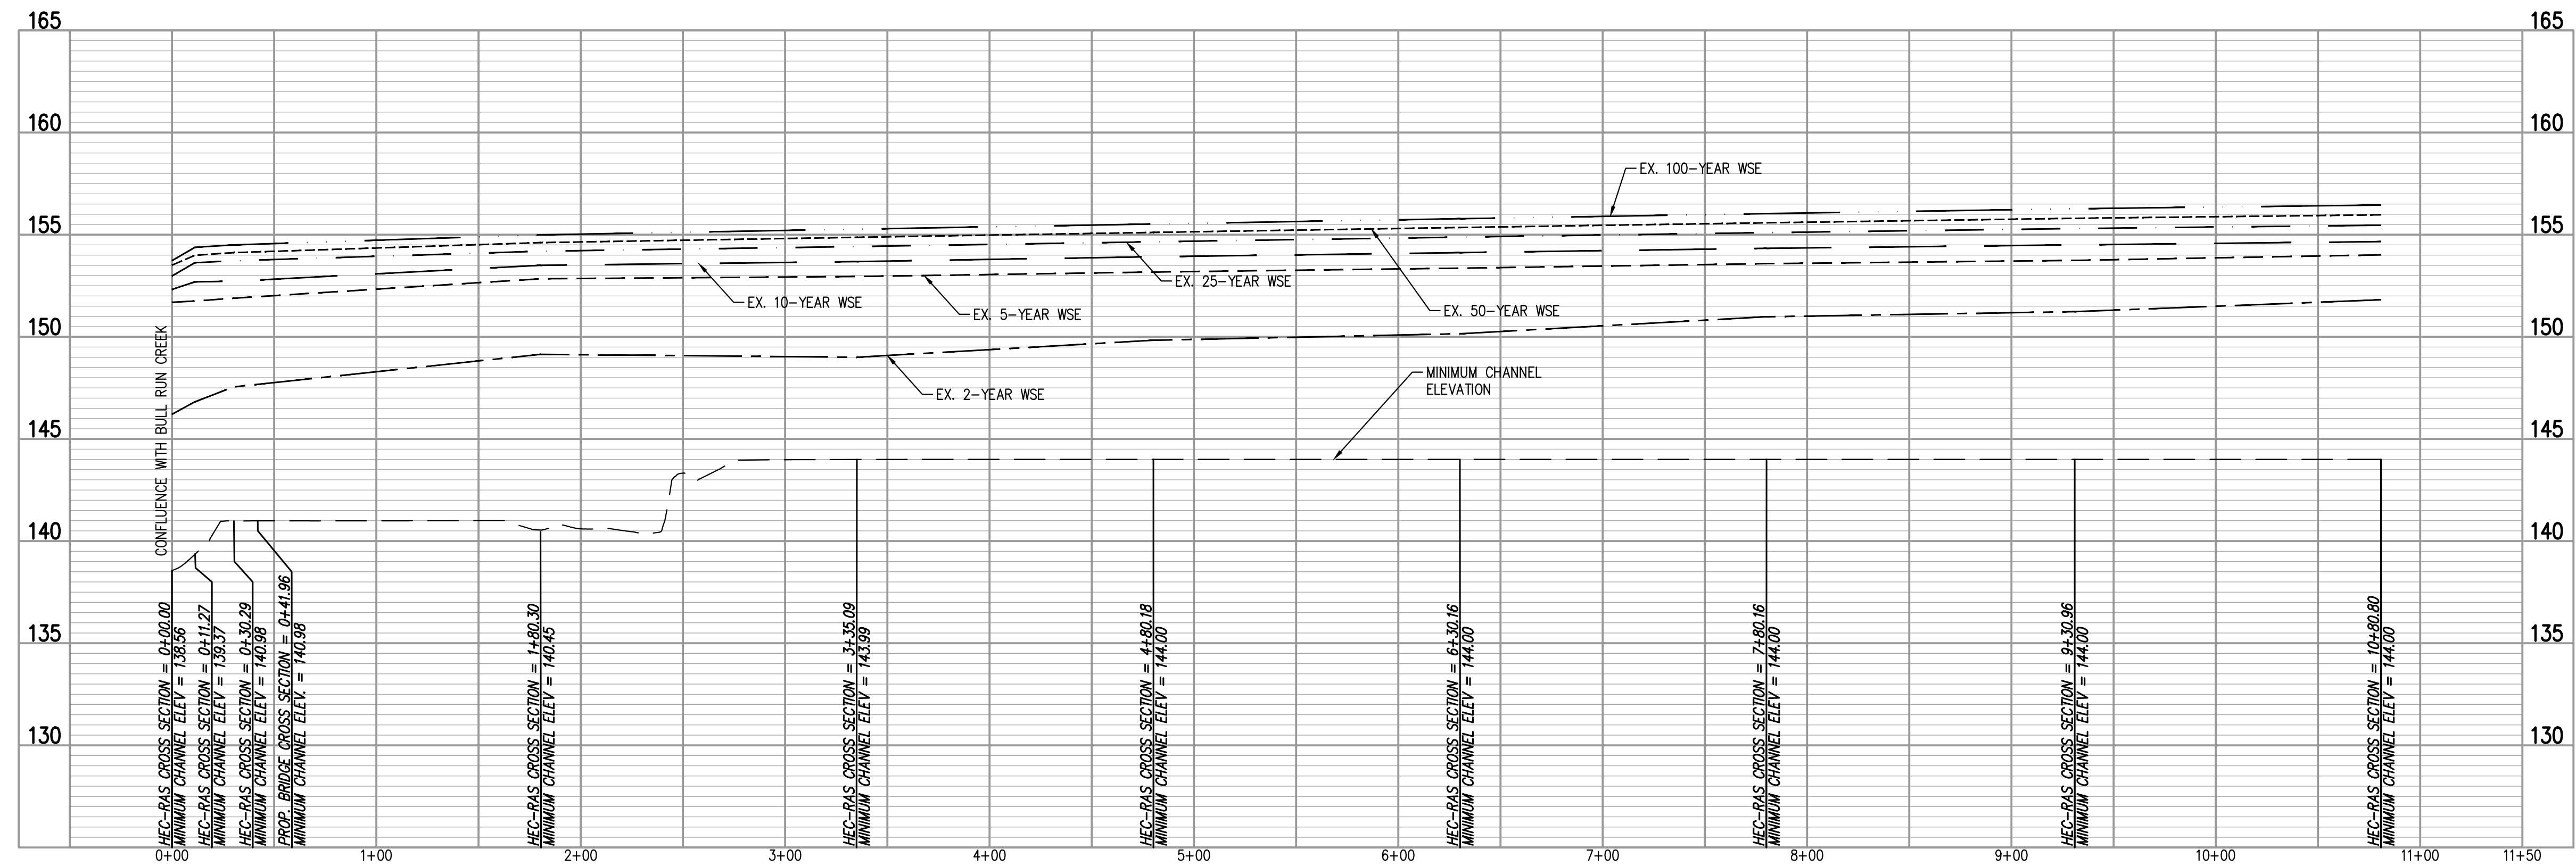 165
165
EX. 100-YEAR WSE
160
160
155
155
EX. 25-YEAR WSE
EX. 10-YEAR WSE
EX. 5-YEAR WSE
EX. 50-YEAR WSE
150
150
CONFLUENCE WITH BULL RUN CREEK
MINIMUM CHANNEL
ELEVATION
EX. 2-YEAR WSE
145
145
140
140
HEC-RAS CROSS SECTION = 0+00.00
MINIMUM CHANNEL ELEV = 138.56
HEC-RAS CROSS SECTION = 0+11.27
MINIMUM CHANNEL ELEV = 139.37
HEC-RAS CROSS SECTION = 0+30.29
MINIMUM CHANNEL ELEV = 140.98
PROP. BRIDGE CROSS SECTION = 0+41.96
MINIMUM CHANNEL ELEV. = 140.98
HEC-RAS CROSS SECTION = 1+80.30
MINIMUM CHANNEL ELEV = 140.45
HEC-RAS CROSS SECTION = 3+35.09
MINIMUM CHANNEL ELEV = 143.99
HEC-RAS CROSS SECTION = 4+80.18
MINIMUM CHANNEL ELEV = 144.00
HEC-RAS CROSS SECTION = 6+30.16
MINIMUM CHANNEL ELEV = 144.00
HEC-RAS CROSS SECTION = 7+80.16
MINIMUM CHANNEL ELEV = 144.00
HEC-RAS CROSS SECTION = 9+30.96
MINIMUM CHANNEL ELEV = 144.00
HEC-RAS CROSS SECTION = 10+80.80
MINIMUM CHANNEL ELEV = 144.00
135
135
130
130
0+00
1+00
2+00
3+00
4+00
5+00
6+00
7+00
8+00
9+00
10+00
11+00
11+50